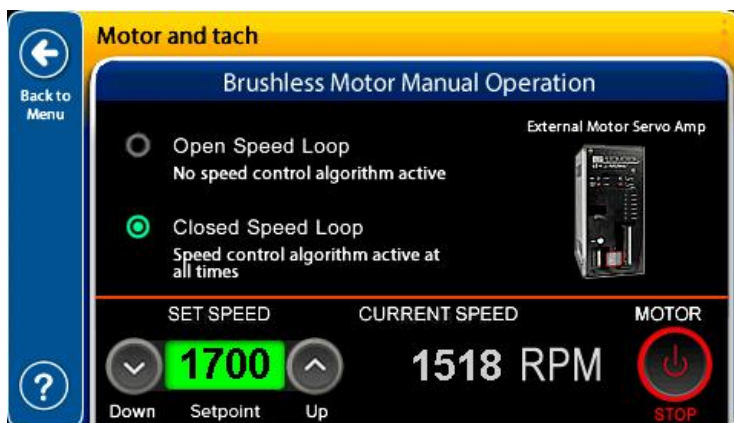 Motor and tach
Back to
Menu
Brushless Motor Manual Operation
External Motor Servo Amp
Open Speed Loop
No speed control algorithm active
Closed Speed Loop
Speed control algorithm active at
all times
SET SPEED
CURRENT SPEED
MOTOR
1700
1518 RPM
?
Down
Setpoint
Up
STOP